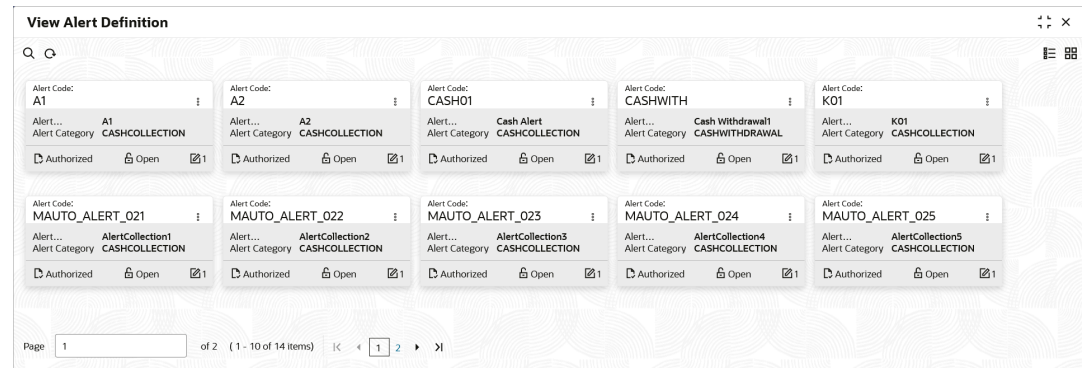 View Alert Definition
Alert Code:
A1
Alert... A1
Alert Category CASHCOLLECTION
Authorized Open 1
Alert Code:
A2
Alert... A2
Alert Category CASHCOLLECTION
Authorized Open 1
Alert Code:
CASH01
Alert... Cash Alert
Alert Category CASHCOLLECTION
Authorized Open 1
Alert Code:
CASHWITH
Alert... Cash Withdrawal1
Alert Category CASHWITHDRAWAL
Authorized Open 1
Alert Code:
K01
Alert... K01
Alert Category CASHCOLLECTION
Authorized Open 1
Alert Code:
MAUTO_ALERT_021
Alert... AlertCollection1
Alert Category CASHCOLLECTION
Authorized Open 1
Alert Code:
MAUTO_ALERT_022
Alert... AlertCollection2
Alert Category CASHCOLLECTION
Authorized Open 1
Alert Code:
MAUTO_ALERT_023
Alert... AlertCollection3
Alert Category CASHCOLLECTION
Authorized Open 1
Alert Code:
MAUTO_ALERT_024
Alert... AlertCollection4
Alert Category CASHCOLLECTION
Authorized Open 1
Alert Code:
MAUTO_ALERT_025
Alert... AlertCollection5
Alert Category CASHCOLLECTION
Authorized Open 1
Page 1 of 2 ( 1 - 10 of 14 items) 1 2